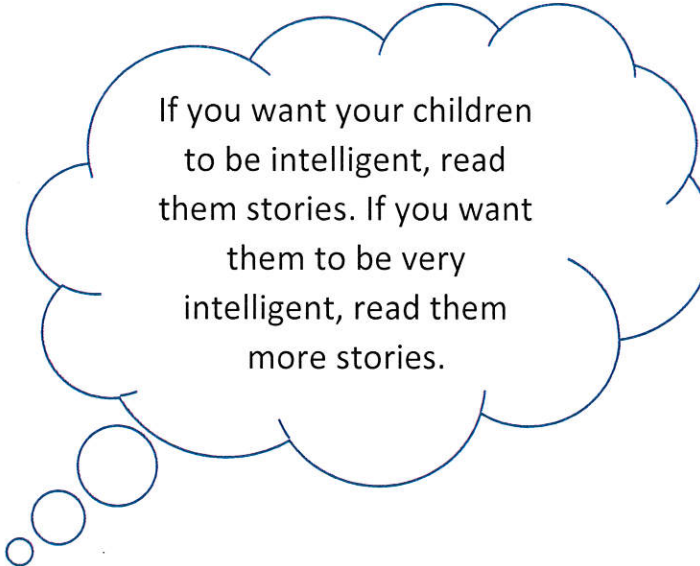 If you want your children
to be intelligent, read
them stories. If you want
them to be very
intelligent, read them
more stories.